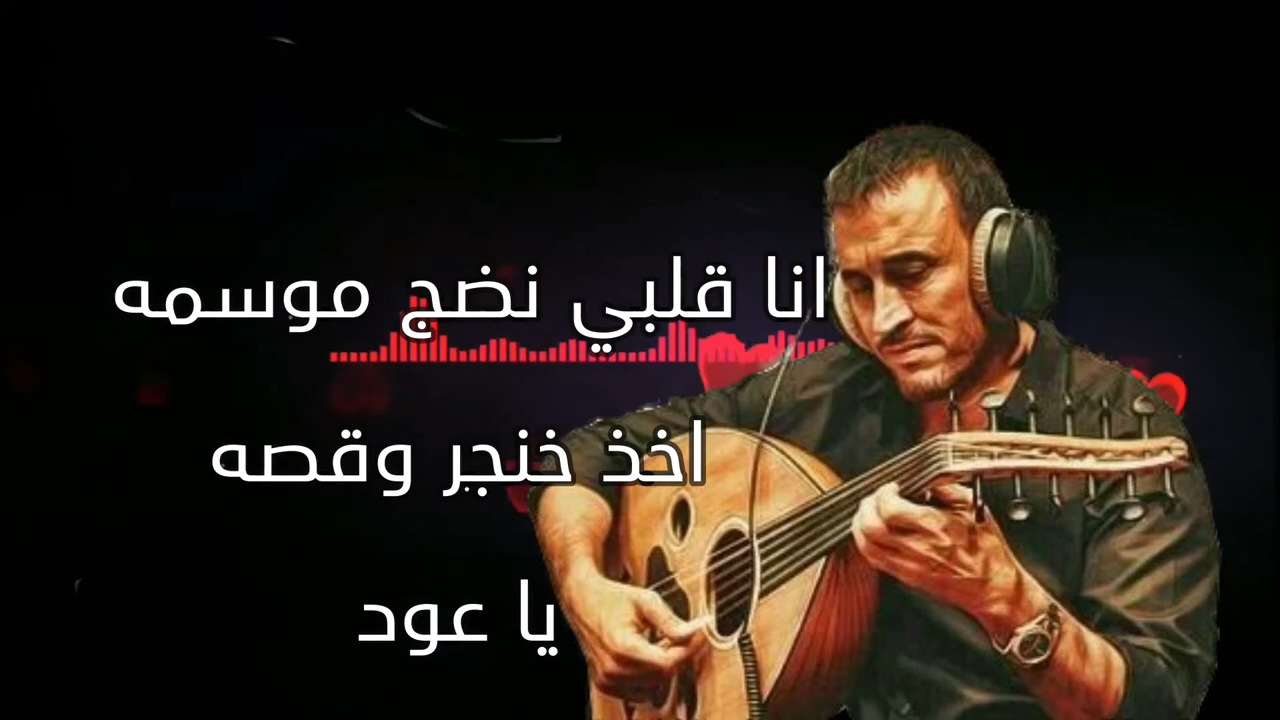 انا قلبي نضج موسمه
اخذ خنجر وقصه
يا عود